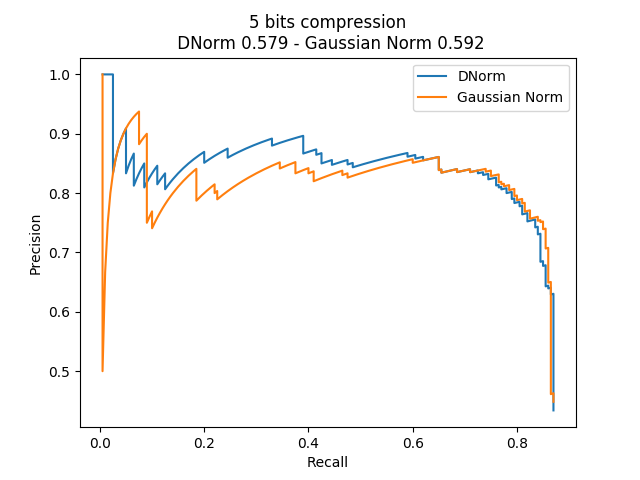 5 bits compression
DNorm 0.579 - Gaussian Norm 0.592
DNorm
Gaussian Norm
1.0
0.9
0.8
0.7
0.6
0.5
Precision
0.0 0.2 0.4 0.6 0.8
Recall